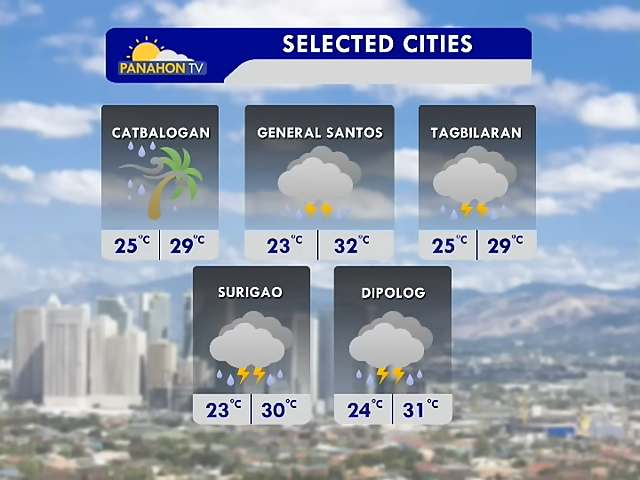 SELECTED CITIES
PANAHON TV
CATBALOGAN
25°C 29°C
GENERAL SANTOS
23°C 32°C
TAGBILARAN
25°C 29°C
SURIGAO
23°C 30°C
DIPOLOG
24°C 31°C